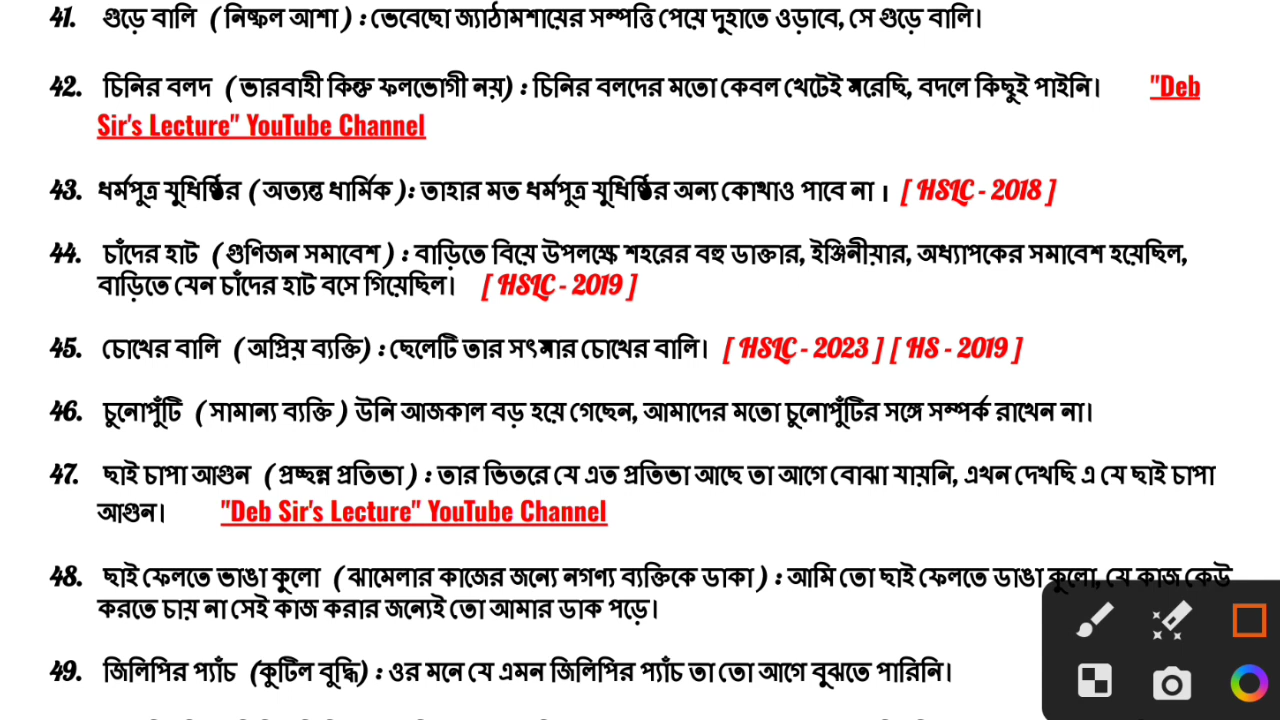 41. গুড়ে বালি ( নিষ্ফল আশা ) : ভেবেছো জ্যাঠামশায়ের সম্পত্তি পেয়ে দুহাতে ওড়াবে, সে গুড়ে বালি।
42. চিনির বলদ ( ভারবাহী কিন্তু ফলভোগী নয়) : চিনির বলদের মতো কেবল খেটেই মরেছি, বদলে কিছুই পাইনি। "Deb
Sir's Lecture" YouTube Channel
43. ধর্মপুত্র যুধিষ্ঠির ( অত্যন্ত ধার্মিক ): তাহার মত ধর্মপুত্র যুধিষ্ঠির অন্য কোথাও পাবে না । [ HSLC - 2018 ]
44. চাঁদের হাট ( গুণিজন সমাবেশ ) : বাড়িতে বিয়ে উপলক্ষে শহরের বহু ডাক্তার, ইঞ্জিনীয়ার, অধ্যাপকের সমাবেশ হয়েছিল,
বাড়িতে যেন চাঁদের হাট বসে গিয়েছিল। [ HSLC - 2019 ]
45. চোখের বালি ( অপ্রিয় ব্যক্তি) : ছেলেটি তার সৎমার চোখের বালি। [ HSLC - 2023 ] [ HS - 2019 ]
46. চুনোপুঁটি ( সামান্য ব্যক্তি ) উনি আজকাল বড় হয়ে গেছেন, আমাদের মতো চুনোপুঁটির সঙ্গে সম্পর্ক রাখেন না।
47. ছাই চাপা আগুন ( প্রচ্ছন্ন প্রতিভা ) : তার ভিতরে যে এত প্রতিভা আছে তা আগে বোঝা যায়নি, এখন দেখছি এ যে ছাই চাপা
আগুন। "Deb Sir's Lecture" YouTube Channel
48. ছাই ফেলতে ভাঙা কুলো ( ঝামেলার কাজের জন্যে নগণ্য ব্যক্তিকে ডাকা ) : আমি তো ছাই ফেলতে ডাঙা কুলো, যে কাজ কেউ
করতে চায় না সেই কাজ করার জন্যেই তো আমার ডাক পড়ে।
49. জিলিপির প্যাঁচ (কুটিল বুদ্ধি) : ওর মনে যে এমন জিলিপির প্যাঁচ তা তো আগে বুঝতে পারিনি।